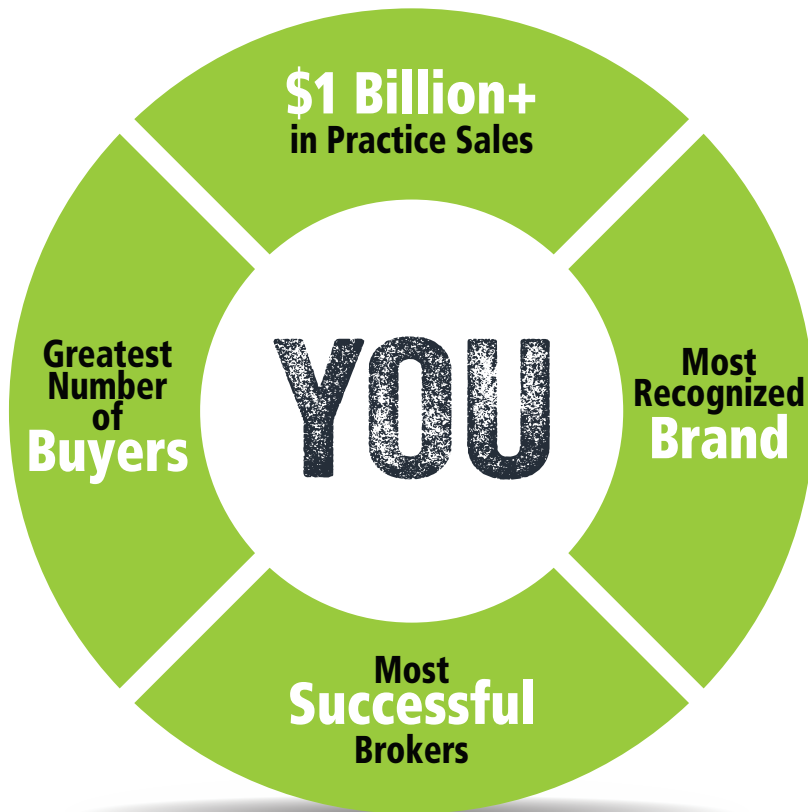 $1 Billion+
in Practice Sales
Greatest
Number
of
Buyers
YOU
Most
Recognized
Brand
Most
Successful
Brokers